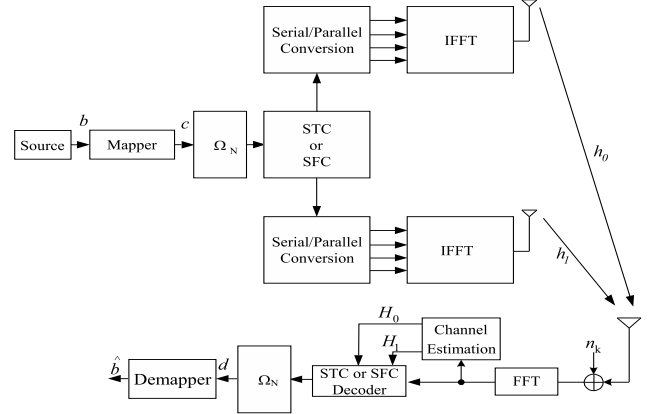 Serial/Parallel
Conversion
IFFT
b
c
Source
Mapper
Ω N
STC
or
SFC
h0
Serial/Parallel
Conversion
IFFT
h1
H0
H1
Channel
Estimation
nk
b̂
d
Demapper
ΩN
STC or SFC
Decoder
FFT